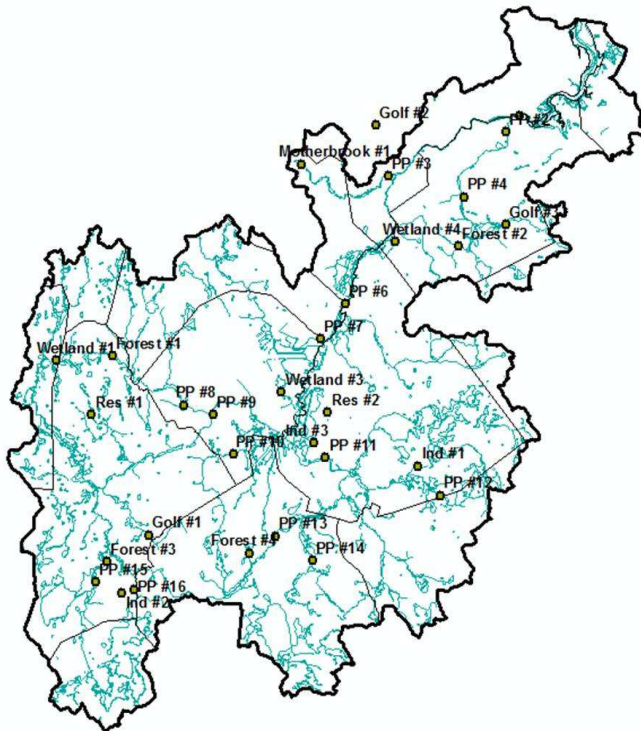 Golf #2
PP #2
Motherbrook #1
PP #3
PP #4
Golf #3
Wetland #4
Forest #2
PP #6
PP #7
Wetland #1
Forest #1
Wetland #3
PP #8
PP #9
Res #1
Res #2
Ind #3
PP #10
PP #11
Ind #1
PP #12
Golf #1
PP #13
Forest #4
PP #14
Forest #3
PP #15
PP #16
Ind #2